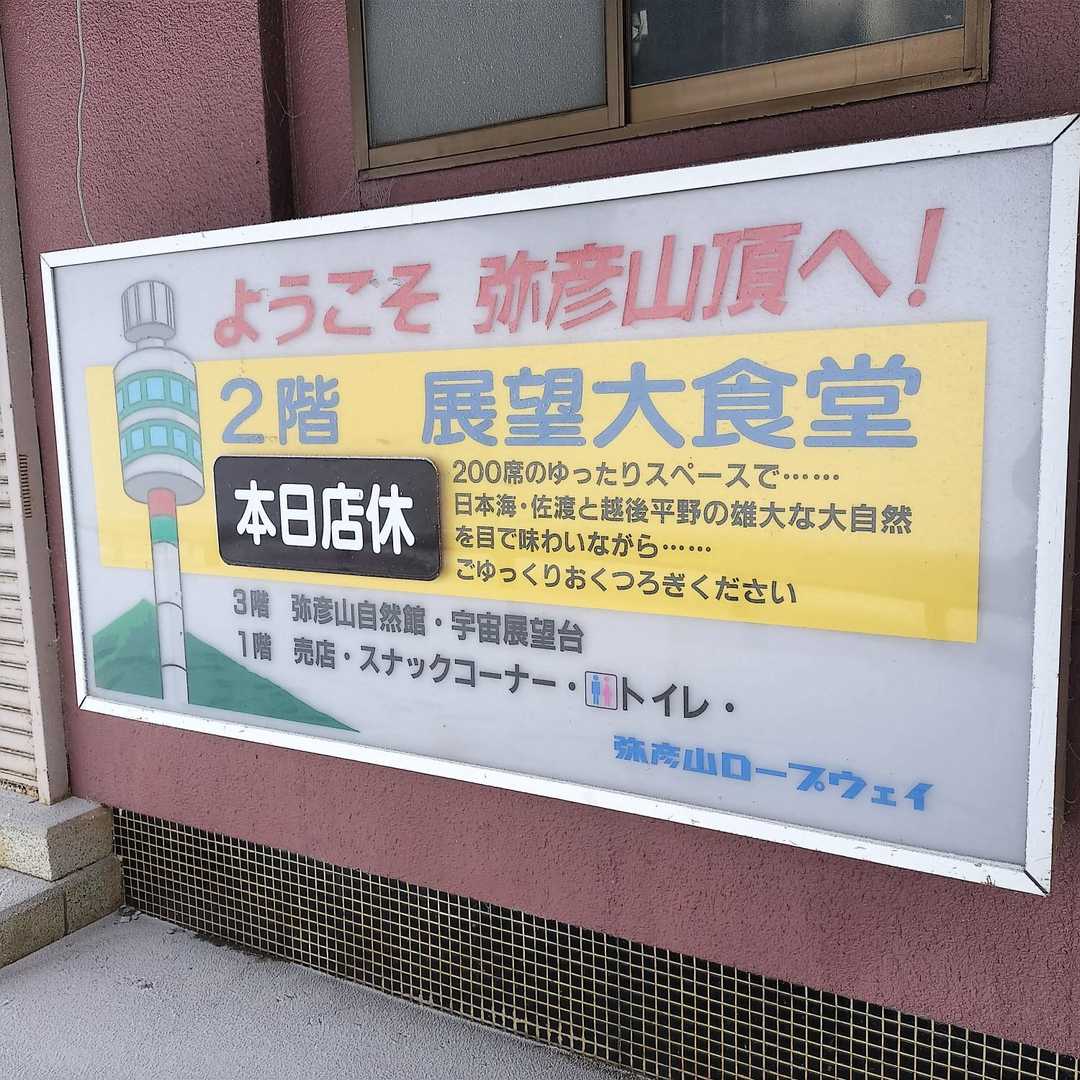 ようこそ 弥彦山頂へ!
2階 展望大食堂
本日店休
200席のゆったりスペースで……
日本海・佐渡と越後平野の雄大な大自然
を目で味わいながら……
ごゆっくりおくつろぎください
3階 弥彦山自然館・宇宙展望台
1階 売店・スナックコーナー・トイレ・
弥彦山ロープウェイ